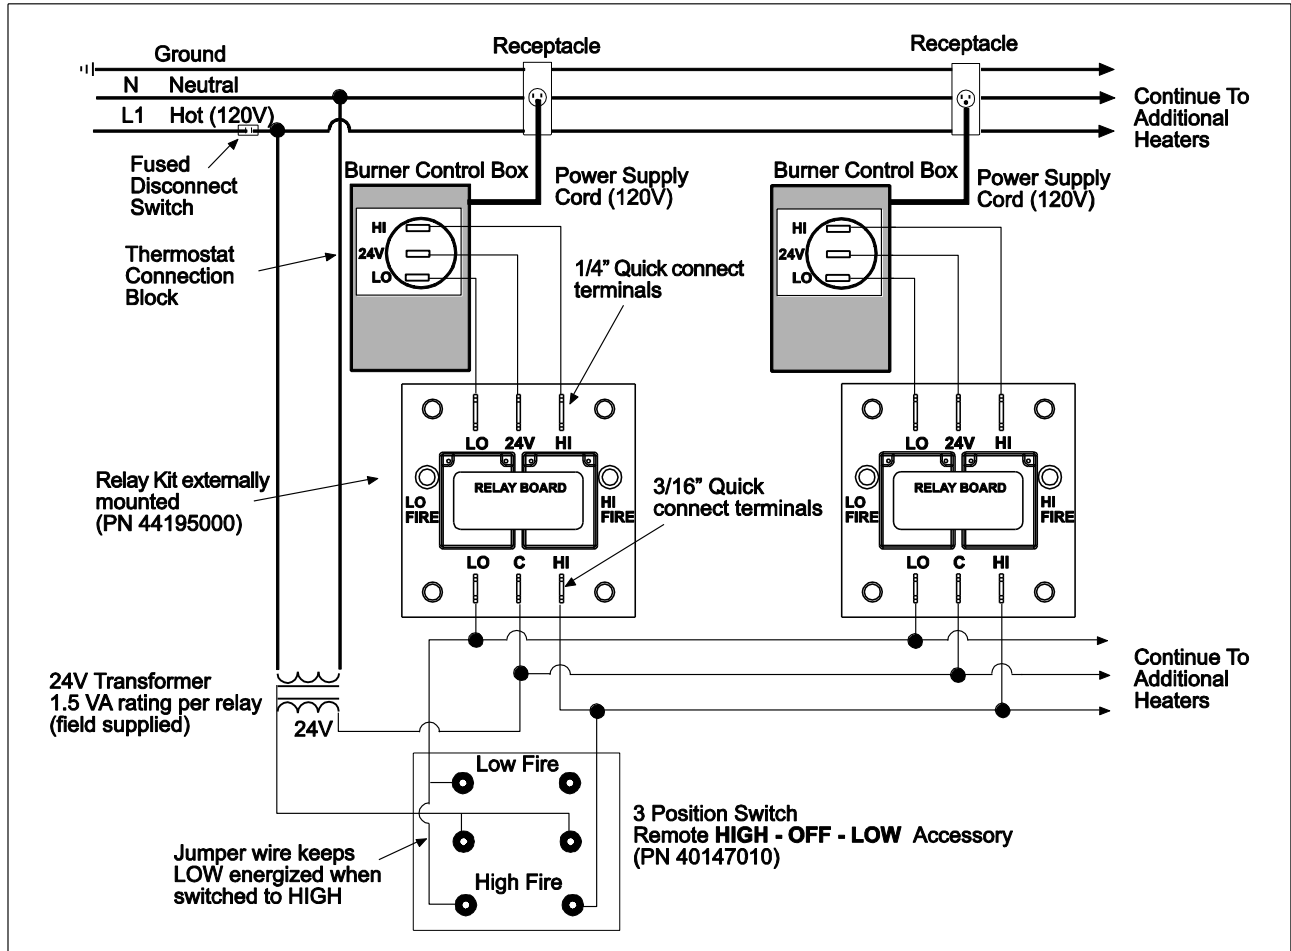 Ground
Receptacle
Receptacle
N Neutral
L1 Hot (120V)
Continue To
Additional
Heaters
Fused
Disconnect
Switch
Burner Control Box
Power Supply
Cord (120V)
Burner Control Box
Power Supply
Cord (120V)
HI
24V
LO
HI
24V
LO
Thermostat
Connection
Block
1/4” Quick connect
terminals
LO 24V HI
LO 24V HI
Relay Kit externally
mounted
(PN 44195000)
RELAY BOARD
LO
FIRE
HI
FIRE
3/16” Quick
connect terminals
RELAY BOARD
LO
FIRE
HI
FIRE
LO C HI
LO C HI
24V Transformer
1.5 VA rating per relay
(field supplied)
24V
Continue To
Additional
Heaters
Low Fire
3 Position Switch
Remote HIGH - OFF - LOW Accessory
(PN 40147010)
Jumper wire keeps
LOW energized when
switched to HIGH
High Fire